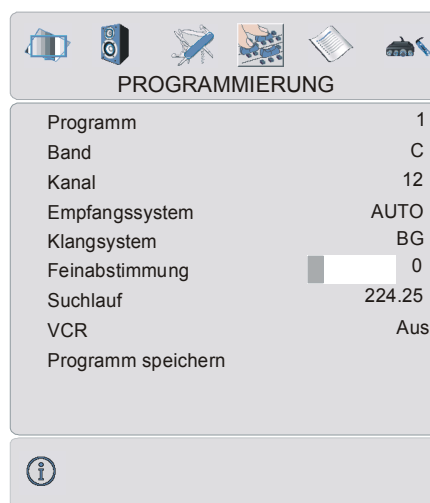 PROGRAMMIERUNG
Programm 1
Band C
Kanal 12
Empfangssystem AUTO
Klangsystem BG
Feinabstimmung 0
Suchlauf 224.25
VCR Aus
Programm speichern
i